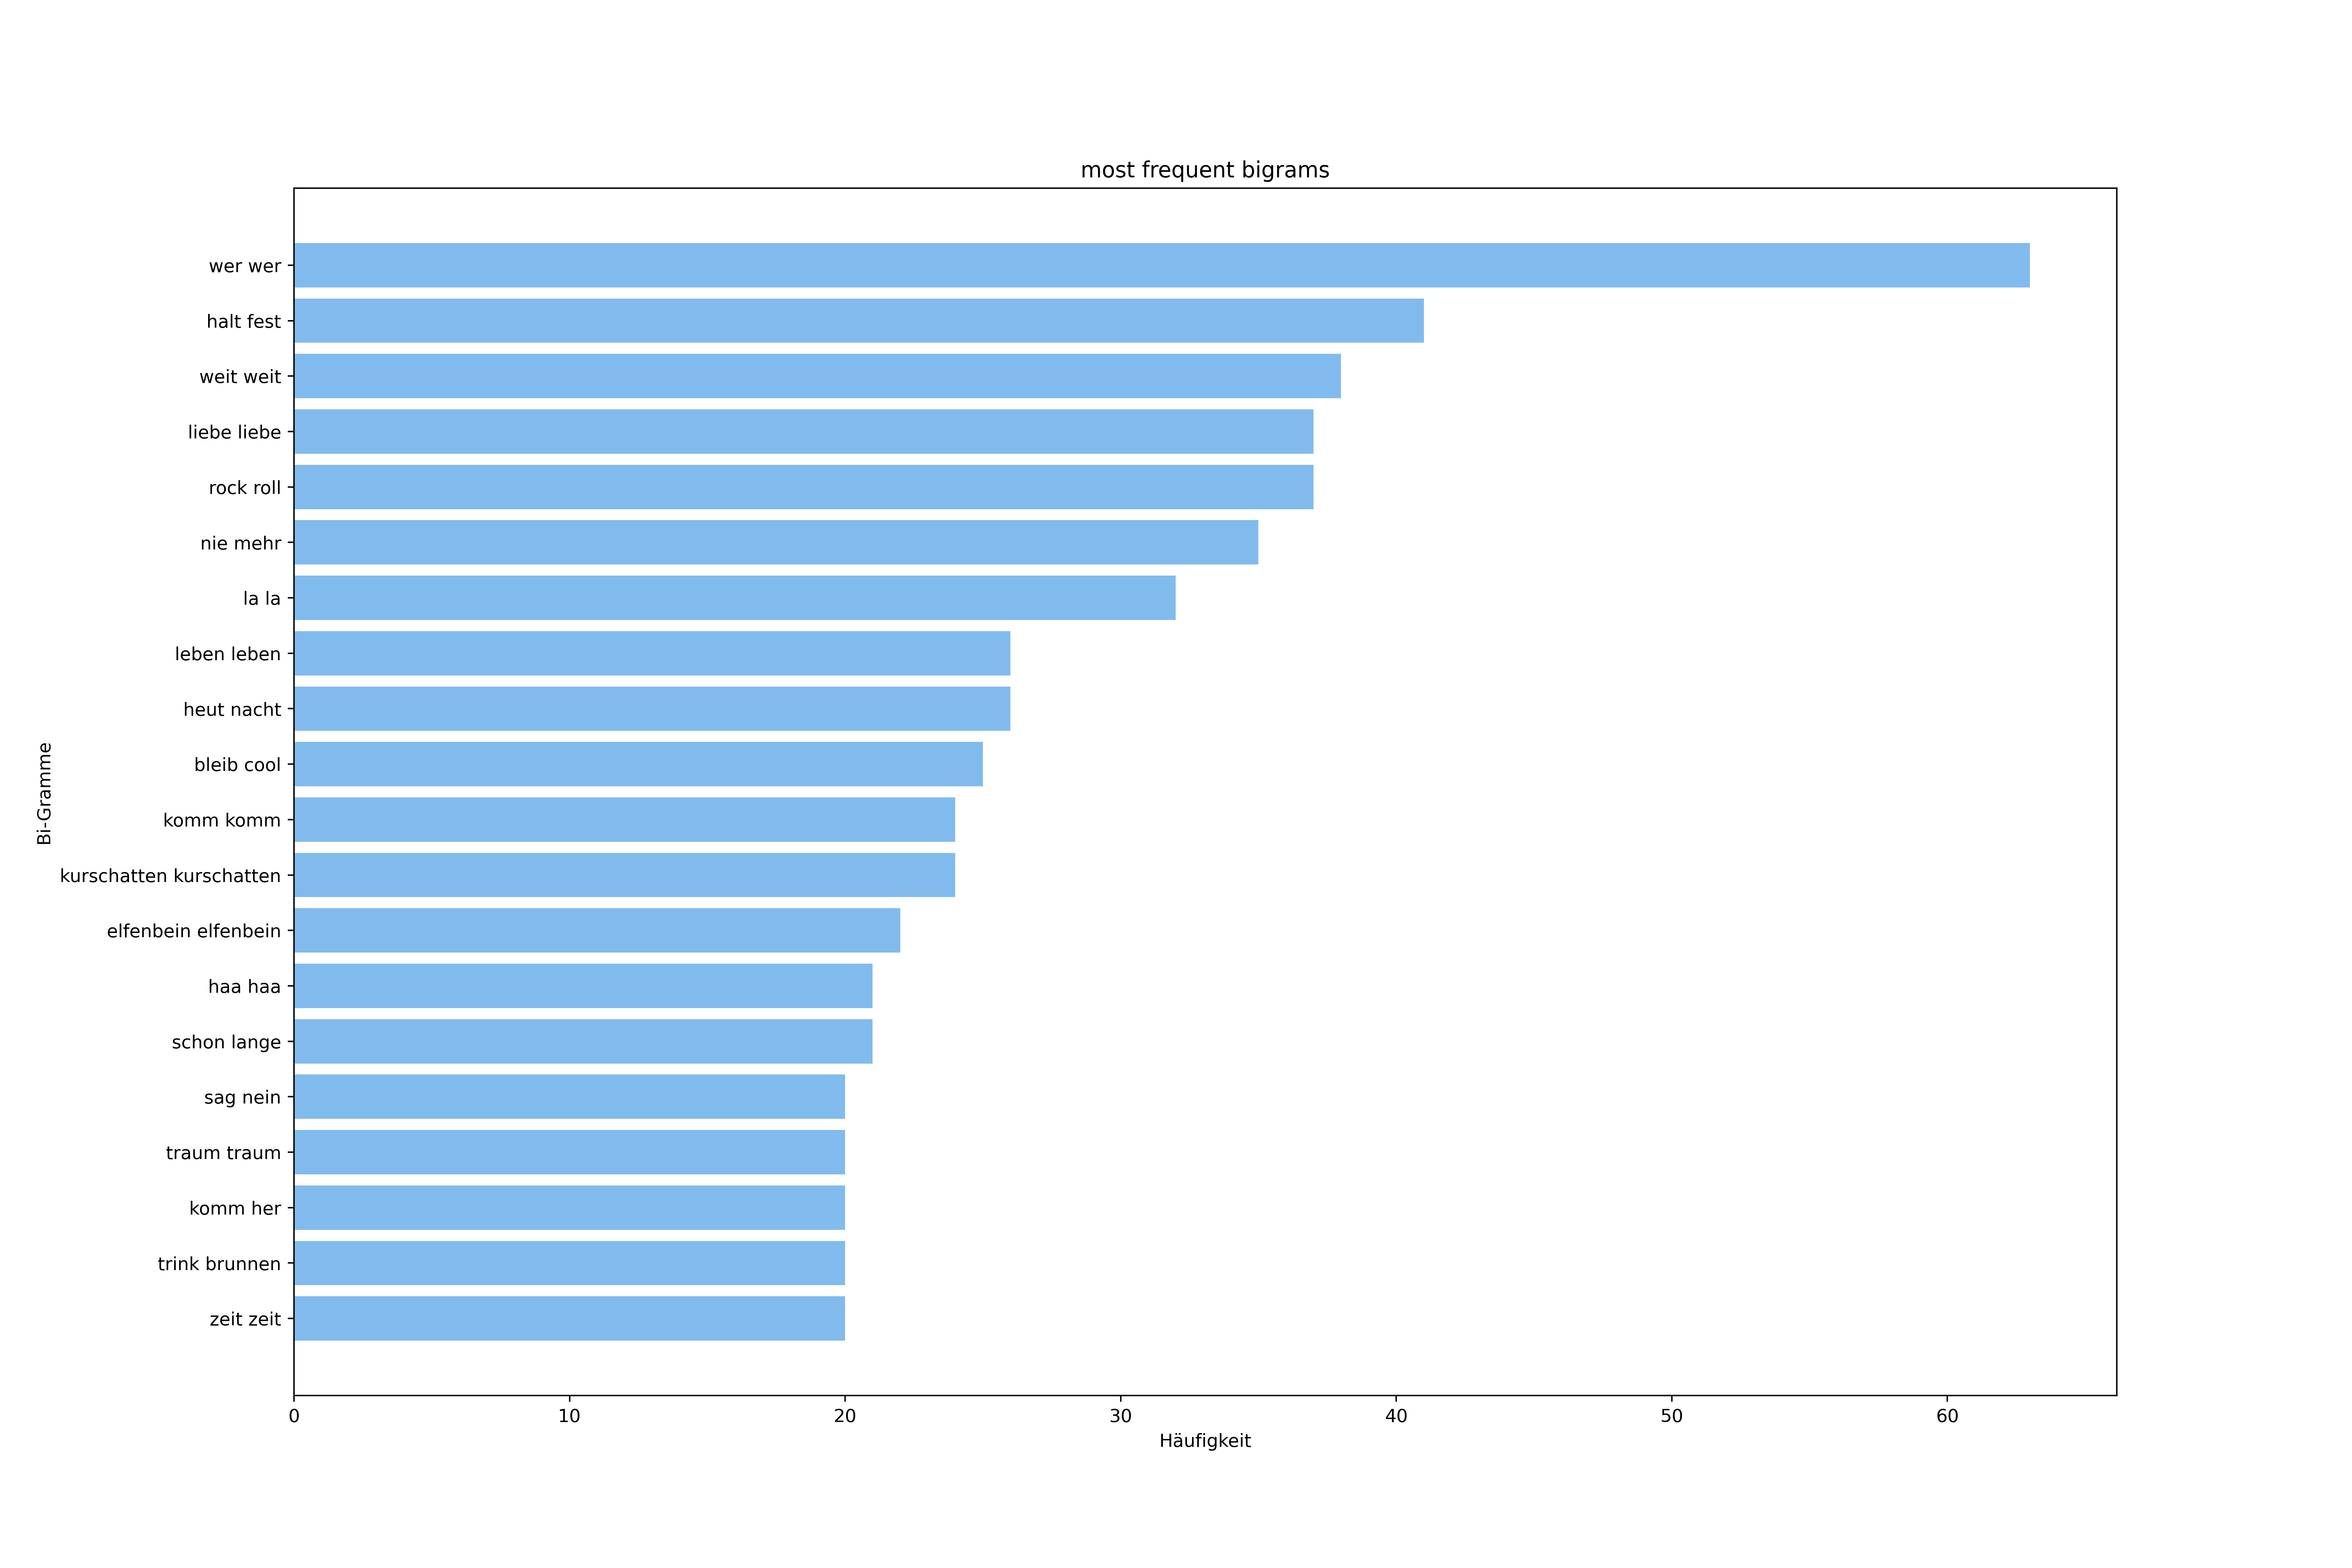 most frequent bigrams
wer wer
halt fest
weit weit
liebe liebe
rock roll
nie mehr
la la
leben leben
heut nacht
bleib cool
komm komm
kurschatten kurschatten
elfenbein elfenbein
haa haa
schon lange
sag nein
traum traum
komm her
trink brunnen
zeit zeit
Bi-Gramme
0 10 20 30 40 50 60
Häufigkeit